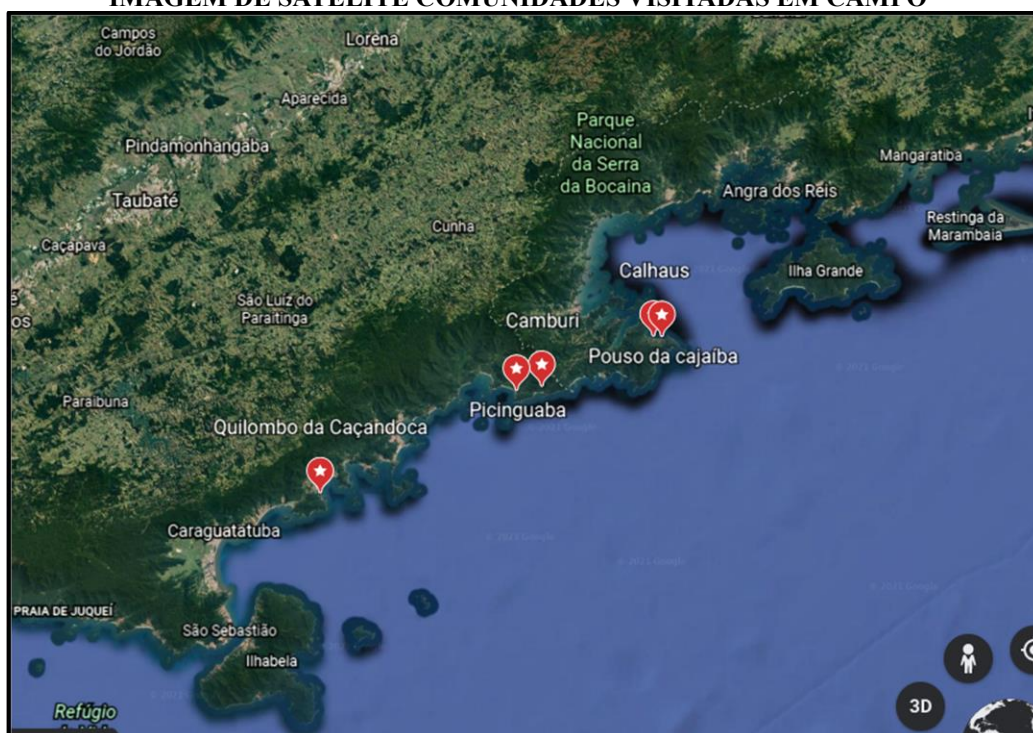 IMAGEM DE SATÉLITE COMUNIDADES VISITADAS EM CAMPO
Campos
do Jordão
Lorena
Aparecida
Parque
Nacional
da Serra
da Bocaina
Pindamonhangaba
Mangaratiba
Taubaté
Angra dos Reis
Cunha
Restinga da
Marambaia
Caçapava
Calhaus
Ilha Grande
São Luiz do
Paraitinga
Camburi
Pouso da cajaíba
Paraibuna
Picinguaba
Quilombo da Caçandoca
Caraguatatuba
PRAIA DE JUQUEÍ
São Sebastião
Ilhabela
Refúgio
3D